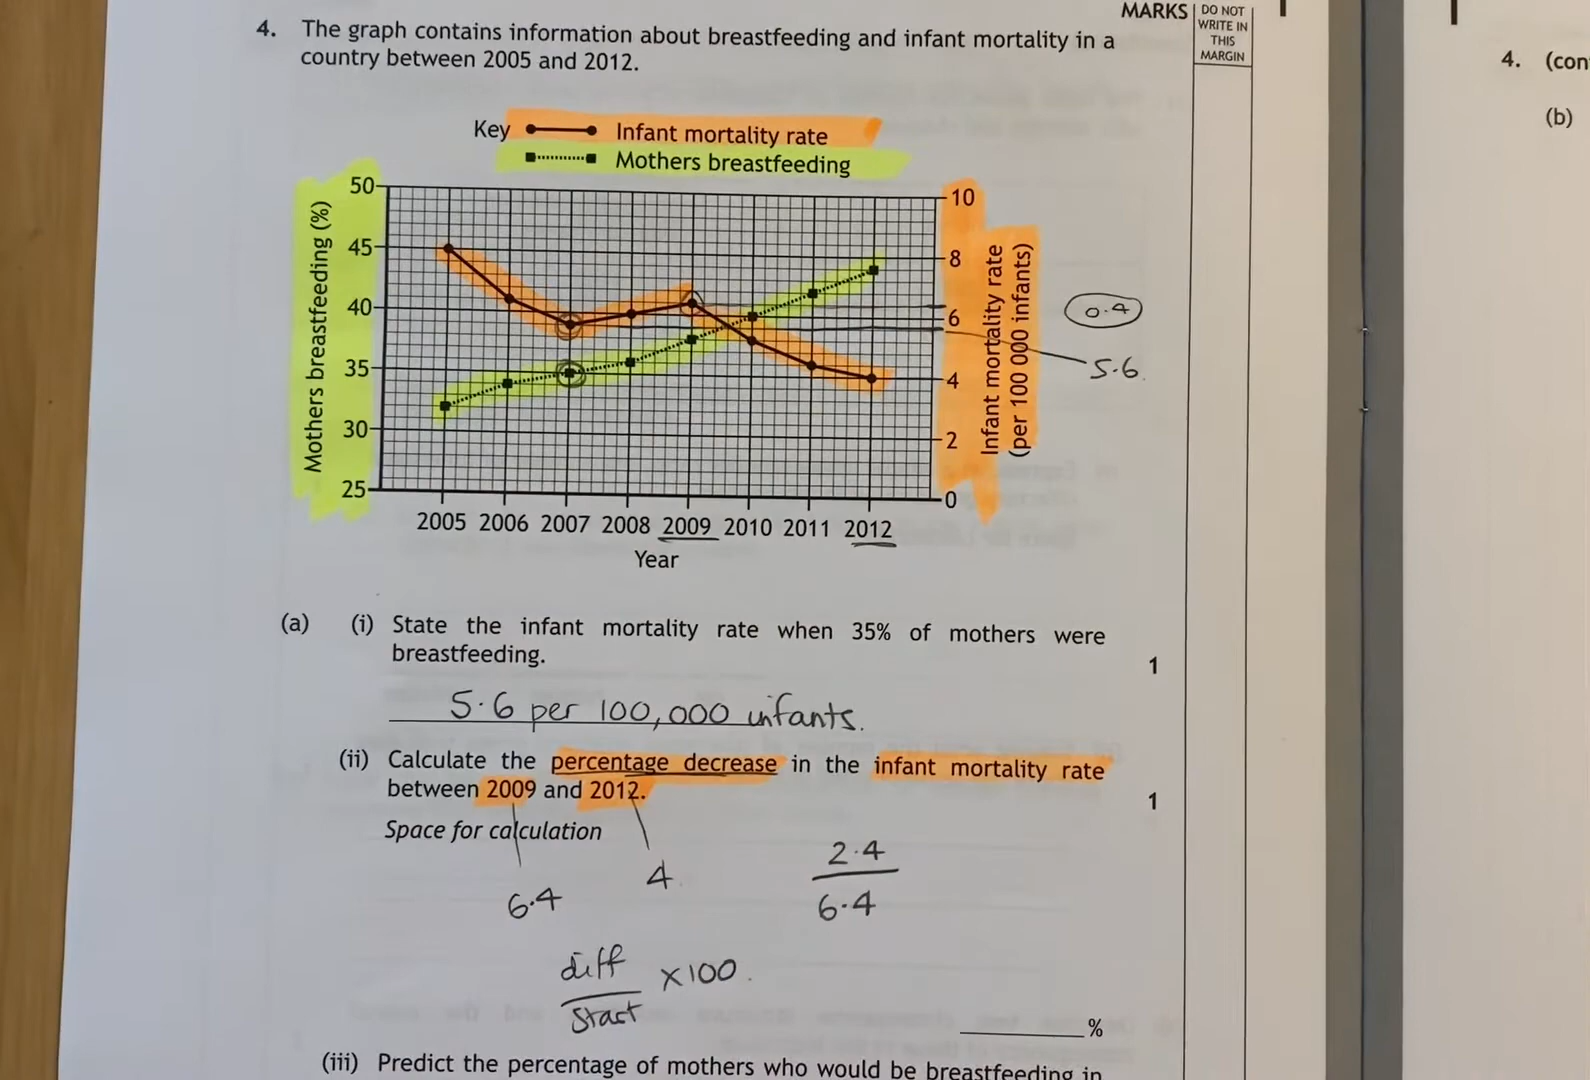 MARKS
DO NOT
WRITE IN
THIS
MARGIN
4. The graph contains information about breastfeeding and infant mortality in a
country between 2005 and 2012.
Key Infant mortality rate
Mothers breastfeeding
Mothers breastfeeding (%)
50
45
40
35
30
25
10
8
6
4
2
0
Infant mortality rate
(per 100 000 infants)
0.4
5.6.
2005 2006 2007 2008 2009 2010 2011 2012
Year
(a) (i) State the infant mortality rate when 35% of mothers were
breastfeeding.
1
5.6 per 100,000 infants.
(ii) Calculate the percentage decrease in the infant mortality rate
between 2009 and 2012.
1
Space for calculation
6.4
4
2.4
6.4
diff
start
x100.
%
(iii) Predict the percentage of mothers who would be breastfeeding in
4. (con
(b)